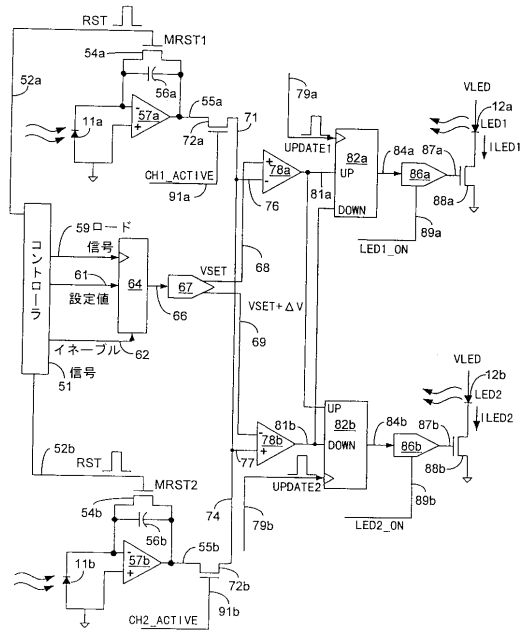 RST
MRST1
54a
52a
56a
57a
55a
71
72a
11a
CH1_ACTIVE
91a
79a
UPDATE1
82a
UP
DOWN
78a
76
81a
84a
86a
87a
88a
89a
LED1_ON
VLED
12a
LED1
ILED1
コントローラ
51
59 ロード
信号
61
設定値
イネーブル
62
信号
64
66
67
VSET
68
VSET+ΔV
69
VLED
12b
LED2
ILED2
UP
82b
DOWN
78b
77
81b
84b
86b
87b
88b
89b
LED2_ON
UPDATE2
79b
74
52b
RST
MRST2
54b
56b
57b
55b
72b
11b
CH2_ACTIVE
91b